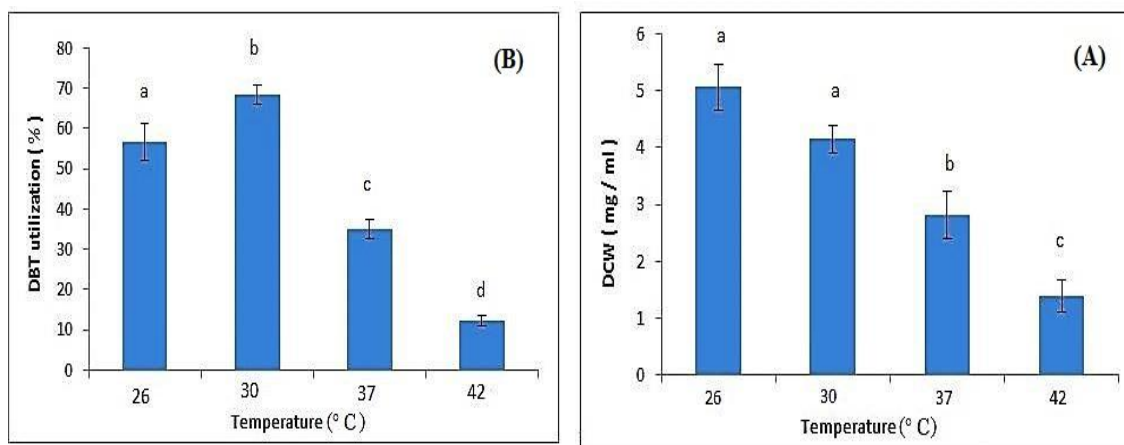 (B)
DBT utilization ( % )
80
70
60
50
40
30
20
10
0
a
b
c
d
26
30
37
42
Temperature (° C)
(A)
DCW ( mg / ml )
6
5
4
3
2
1
0
a
a
b
c
26
30
37
42
Temperature (° C)